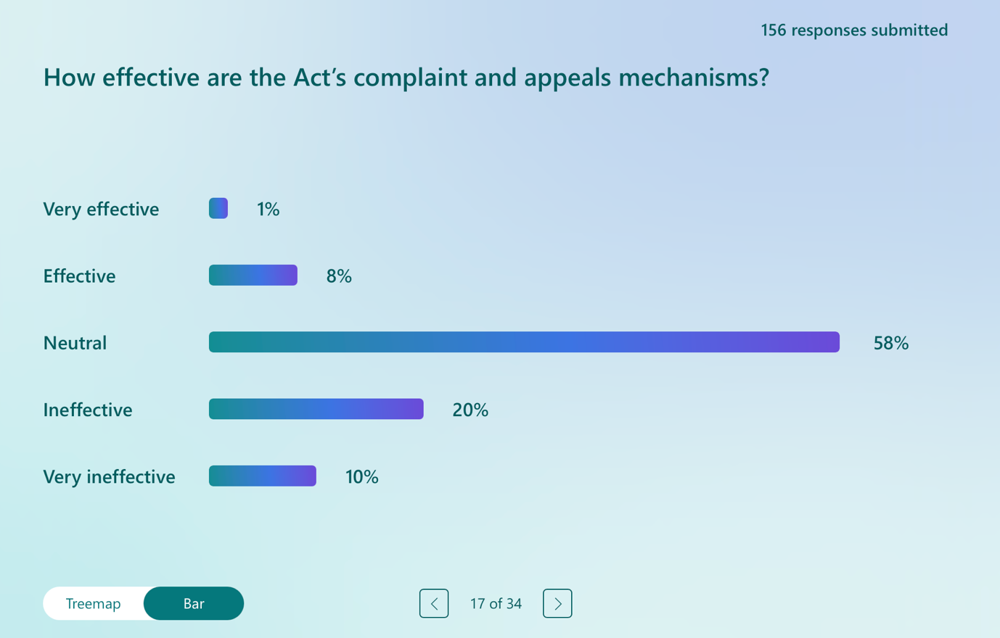 156 responses submitted
How effective are the Act’s complaint and appeals mechanisms?
Very effective 1%
Effective 8%
Neutral 58%
Ineffective 20%
Very ineffective 10%
Treemap Bar 17 of 34